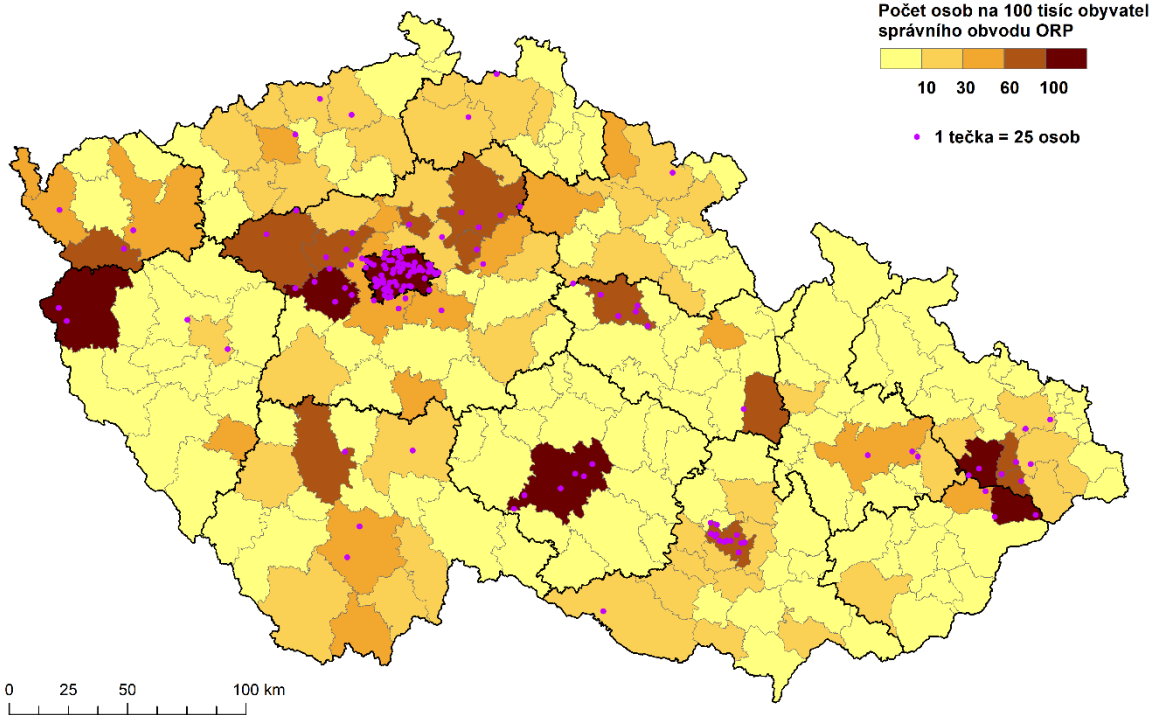 Počet osob na 100 tisíc obyvatel
správního obvodu ORP
10 30 60 100
1 tečka = 25 osob
0 25 50 100 km